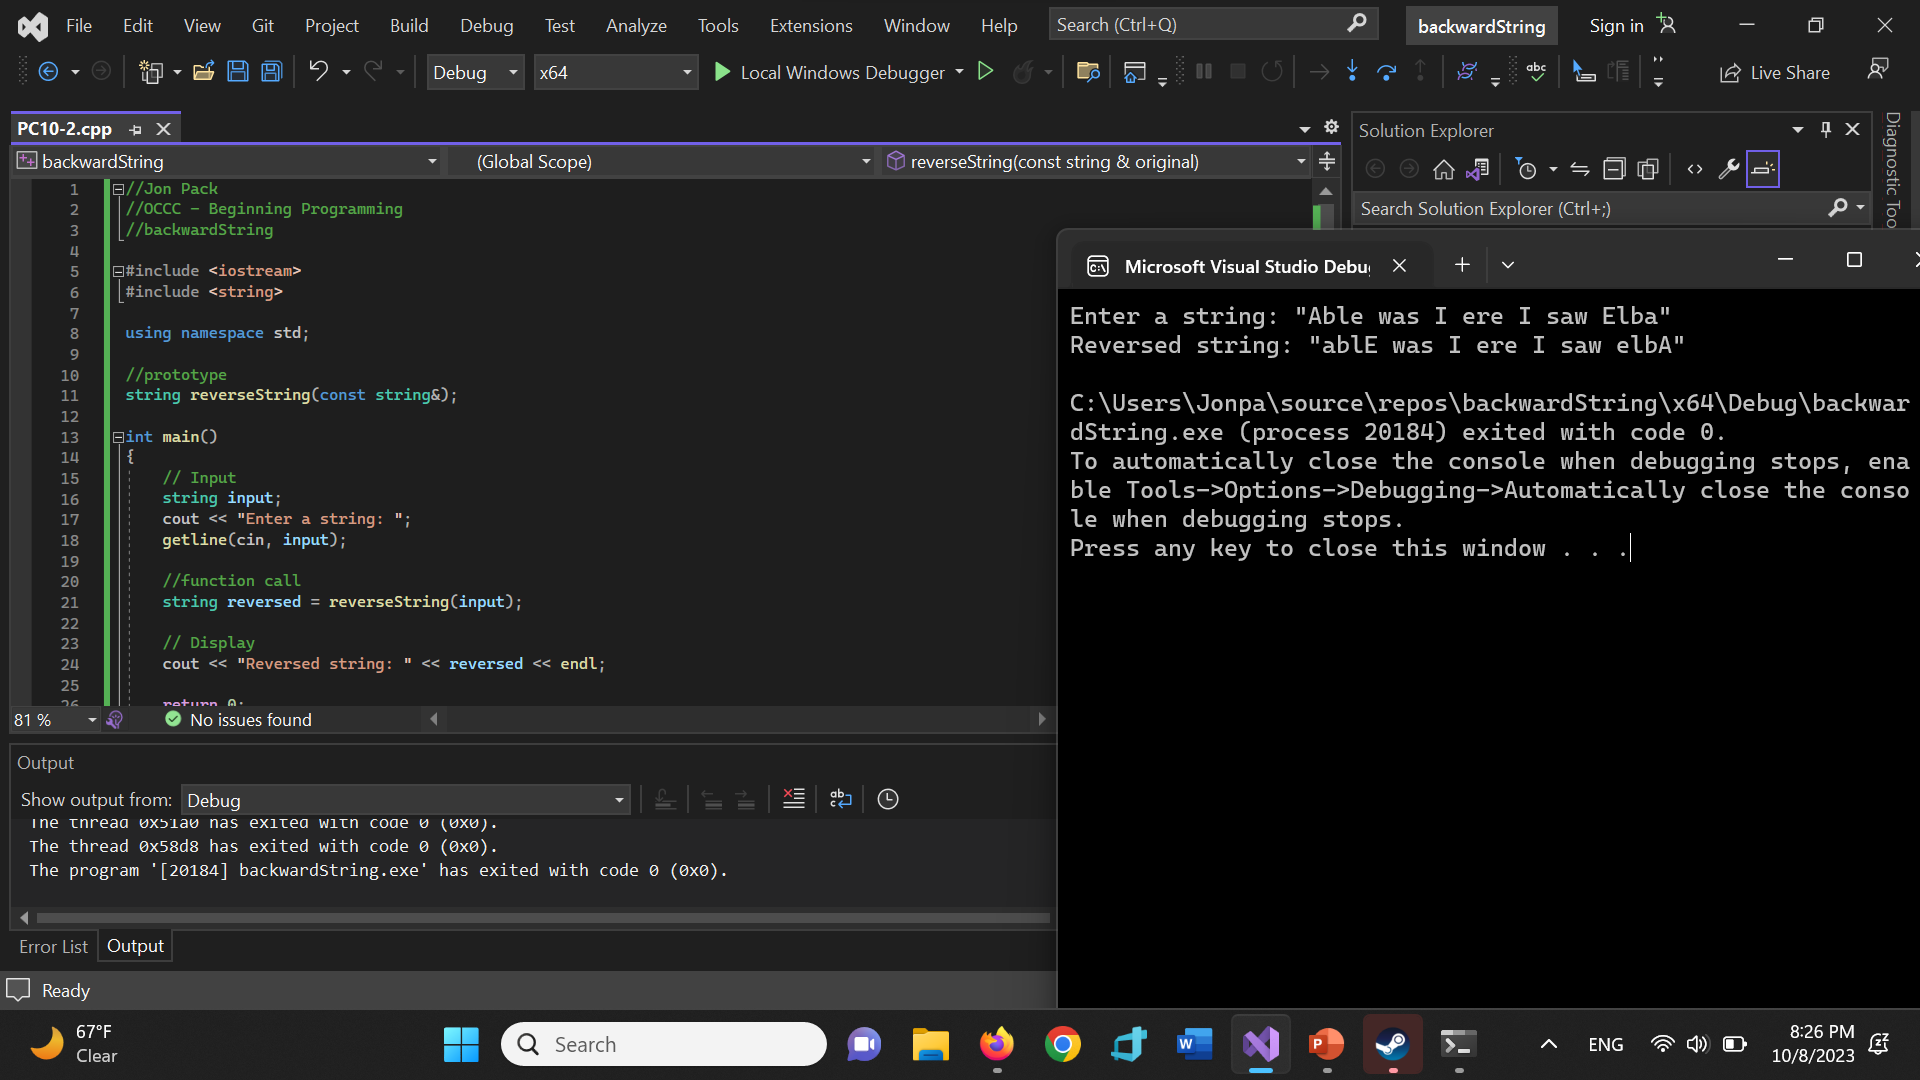 File Edit View Git Project Build Debug Test Analyze Tools Extensions Window Help Search (Ctrl+Q) backwardString Sign in
Debug x64 Local Windows Debugger Live Share
PC10-2.cpp
backwardString (Global Scope) reverseString(const string & original)
1 //Jon Pack
2 //OCCC - Beginning Programming
3 //backwardString
4
5 #include <iostream>
6 #include <string>
7
8 using namespace std;
9
10 //prototype
11 string reverseString(const string&);
12
13 int main()
14 {
15 // Input
16 string input;
17 cout << "Enter a string: ";
18 getline(cin, input);
19
20 //function call
21 string reversed = reverseString(input);
22
23 // Display
24 cout << "Reversed string: " << reversed << endl;
25
26 return 0;
81 % No issues found
Output
Show output from: Debug
The thread 0x51a0 has exited with code 0 (0x0).
The thread 0x58d8 has exited with code 0 (0x0).
The program '[20184] backwardString.exe' has exited with code 0 (0x0).
Error List Output
Ready
Solution Explorer
Search Solution Explorer (Ctrl+;)
Diagnostic Too
Microsoft Visual Studio Debu
Enter a string: "Able was I ere I saw Elba"
Reversed string: "ablE was I ere I saw elbA"
C:\Users\Jonpa\source\repos\backwardString\x64\Debug\backwar
dString.exe (process 20184) exited with code 0.
To automatically close the console when debugging stops, ena
ble Tools->Options->Debugging->Automatically close the conso
le when debugging stops.
Press any key to close this window . . .
67°F
Clear
Search
ENG
8:26 PM
10/8/2023